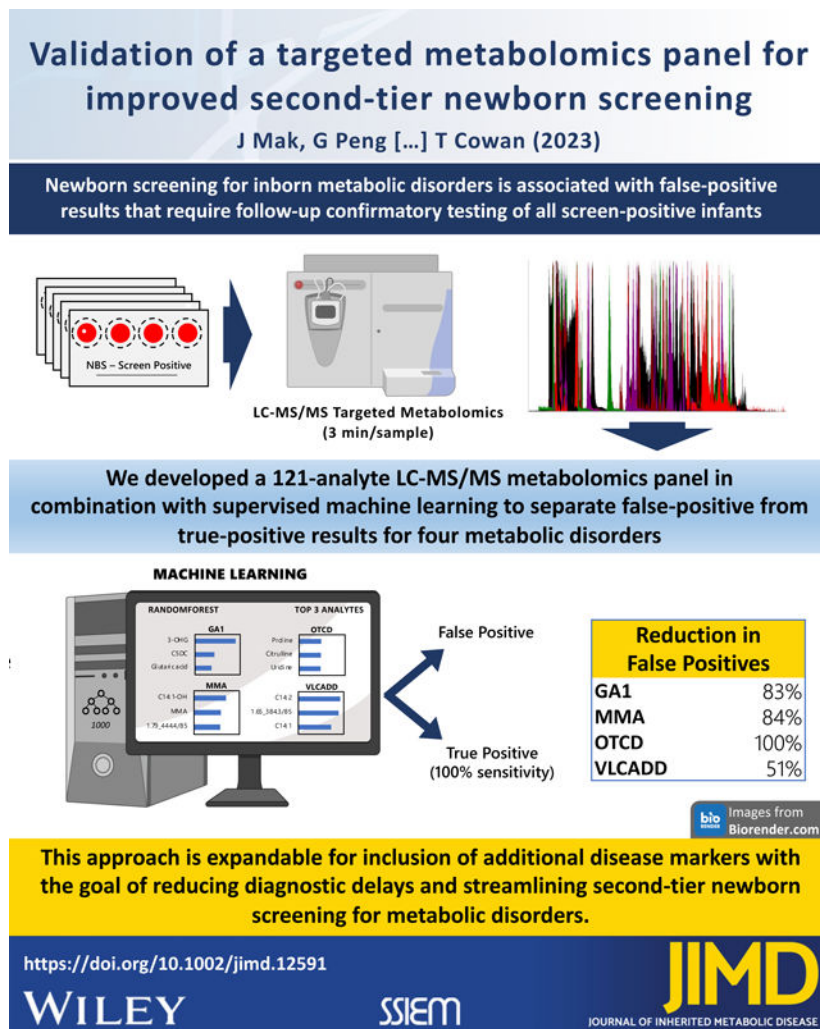 Validation of a targeted metabolomics panel for
improved second-tier newborn screening
J Mak, G Peng [...] T Cowan (2023)
Newborn screening for inborn metabolic disorders is associated with false-positive
results that require follow-up confirmatory testing of all screen-positive infants
NBS – Screen Positive
LC-MS/MS Targeted Metabolomics
(3 min/sample)
We developed a 121-analyte LC-MS/MS metabolomics panel in
combination with supervised machine learning to separate false-positive from
true-positive results for four metabolic disorders
MACHINE LEARNING
RANDOMFOREST
TOP 3 ANALYTES
GA1
3-OHG
C5DC
Glutaric acid
OTCD
Proline
Citrulline
Uridine
MMA
C14:1-OH
MMA
VLCADD
C14:2
C14:1
1000
False Positive
True Positive
(100% sensitivity)
Reduction in
False Positives
GA1 83%
MMA 84%
OTCD 100%
VLCADD 51%
bio
RENDER
Images from
Biorender.com
This approach is expandable for inclusion of additional disease markers with
the goal of reducing diagnostic delays and streamlining second-tier newborn
screening for metabolic disorders.
https://doi.org/10.1002/jimd.12591
WILEY
SSIEM
JIMD
JOURNAL OF INHERITED METABOLIC DISEASE